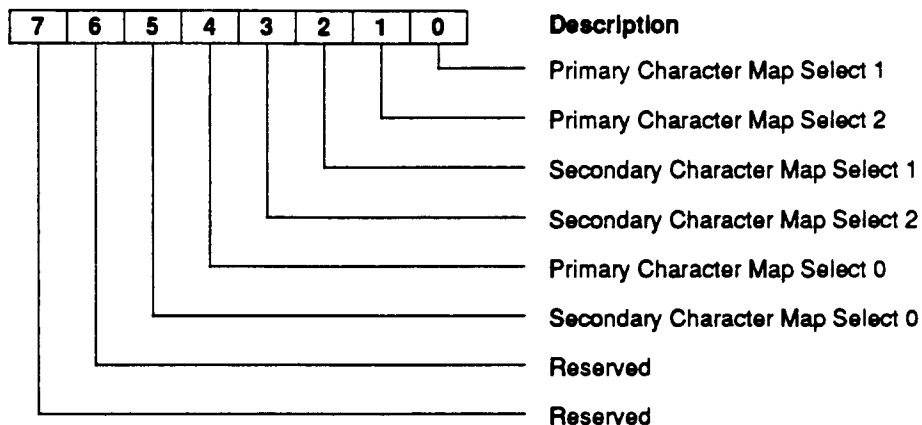 7 6 5 4 3 2 1 0 Description
Primary Character Map Select 1
Primary Character Map Select 2
Secondary Character Map Select 1
Secondary Character Map Select 2
Primary Character Map Select 0
Secondary Character Map Select 0
Reserved
Reserved